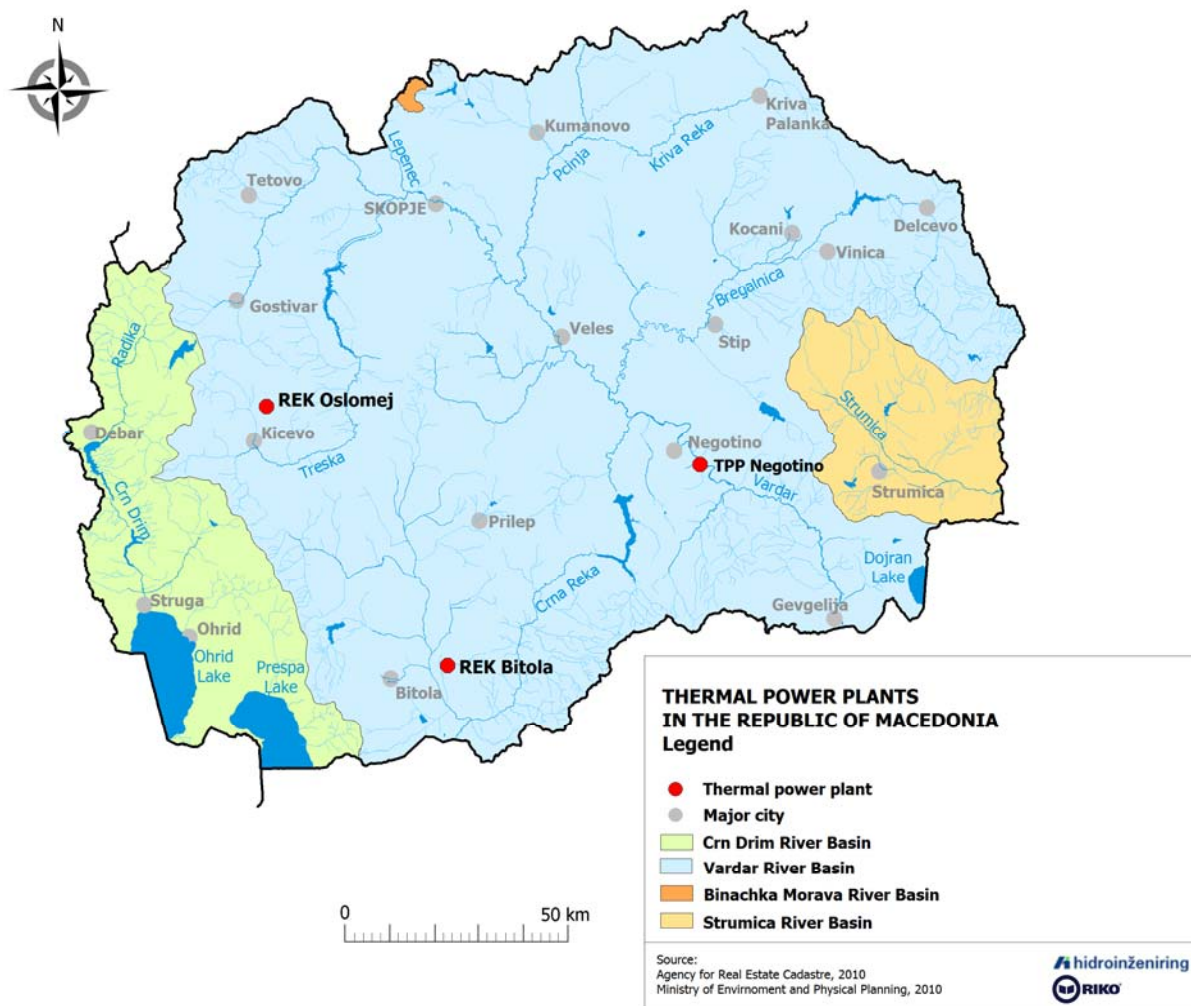 N
Kumanovo
Kriva
Palanka
Lepenec
Pcinja
Kriva Reka
Tetovo
SKOPJE
Kocani
Delcevo
Vinica
Bregalnica
Gostivar
Radika
Veles
Stip
REK Oslomej
Strumica
Debar
Kicevo
Treska
Negotino
TPP Negotino
Vardar
Strumica
Crn Drim
Prilep
Dojran
Lake
Crna Reka
Struga
Gevgelija
Ohrid
Ohrid
Lake
Prespa
Lake
REK Bitola
Bitola
THERMAL POWER PLANTS
IN THE REPUBLIC OF MACEDONIA
Legend
Thermal power plant
Major city
Crn Drim River Basin
Vardar River Basin
Binachka Morava River Basin
Strumica River Basin
0 50 km
Source:
Agency for Real Estate Cadastre, 2010
Ministry of Envirnoment and Physical Planning, 2010
hidroinženiring
RIKO